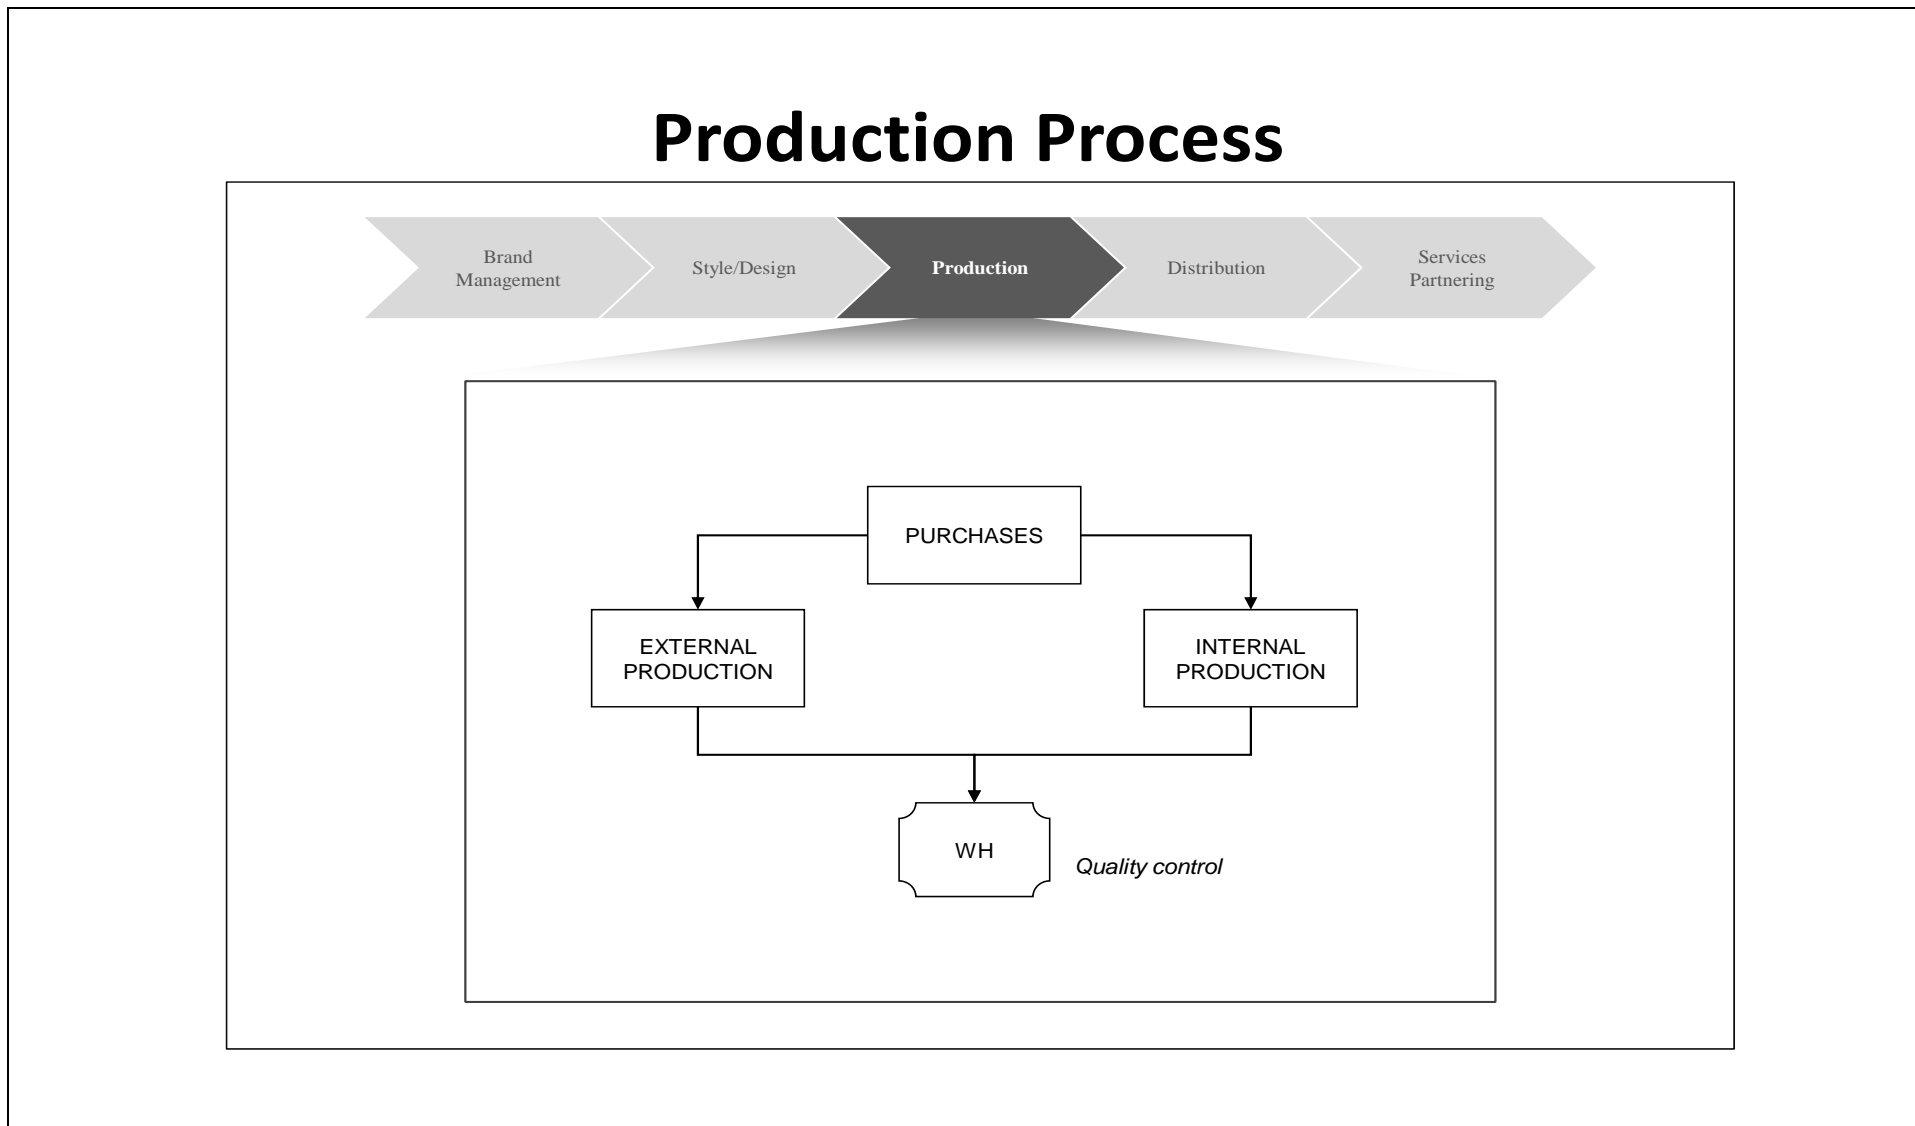 Production Process
Brand
Management
Style/Design
Production
Distribution
Services
Partnering
PURCHASES
EXTERNAL
PRODUCTION
INTERNAL
PRODUCTION
WH
Quality control